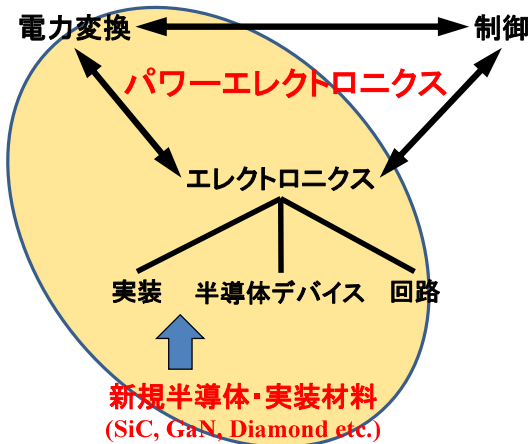 電力変換
制御
パワーエレクトロニクス
エレクトロニクス
実装
半導体デバイス
回路
新規半導体・実装材料
(SiC, GaN, Diamond etc.)